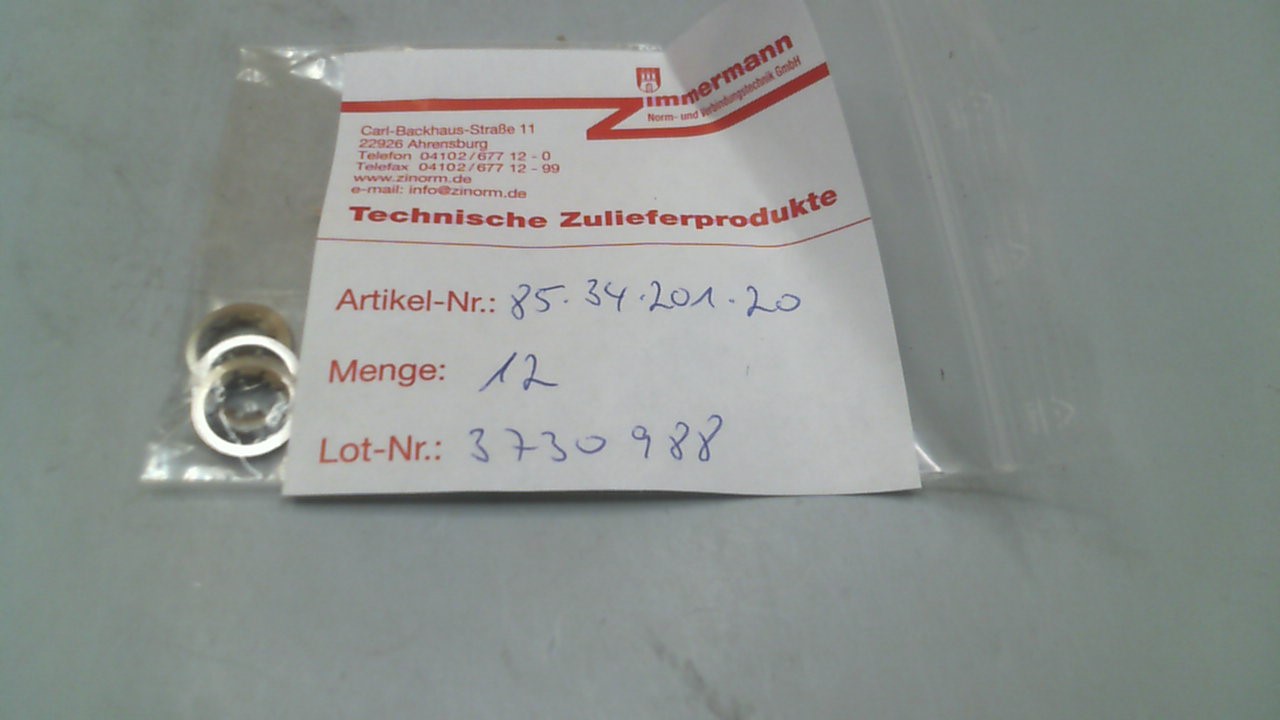 Zimmermann
Norm- und Verbindungstechnik GmbH
Carl-Backhaus-Straße 11
22926 Ahrensburg
Telefon 04102/677 12 - 0
Telefax 04102/677 12 - 99
www.zinorm.de
e-mail: info@zinorm.de
Technische Zulieferprodukte
Artikel-Nr.: 85.34.201.20
Menge: 12
Lot-Nr.: 3730988